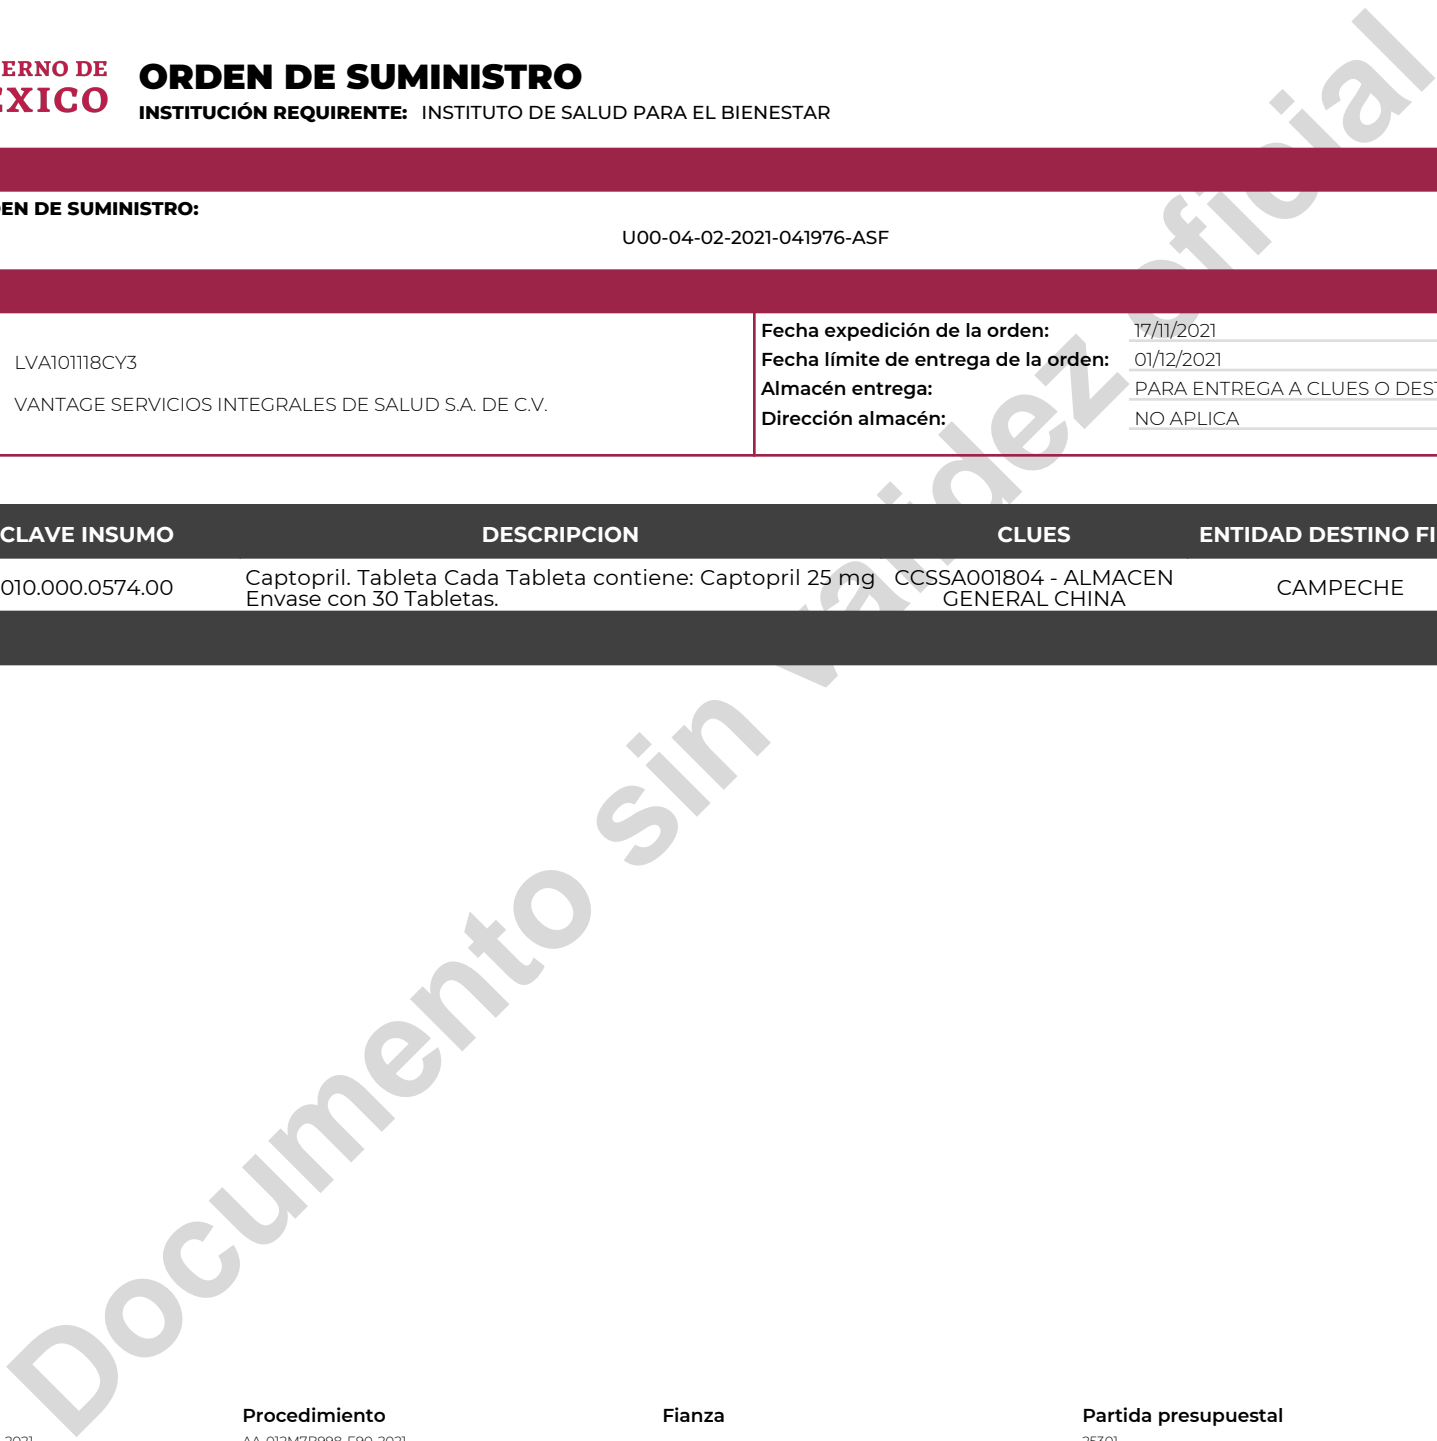 ERNO DE
XICO
ORDEN DE SUMINISTRO
INSTITUCIÓN REQUIRENTE: INSTITUTO DE SALUD PARA EL BIENESTAR
EN DE SUMINISTRO:
U00-04-02-2021-041976-ASF
LVA101118CY3
VANTAGE SERVICIOS INTEGRALES DE SALUD S.A. DE C.V.
Fecha expedición de la orden: 17/11/2021
Fecha límite de entrega de la orden: 01/12/2021
Almacén entrega: PARA ENTREGA A CLUES O DEST
Dirección almacén: NO APLICA
CLAVE INSUMO DESCRIPCION CLUES ENTIDAD DESTINO FI
010.000.0574.00
Captopril. Tableta Cada Tableta contiene: Captopril 25 mg
Envase con 30 Tabletas.
CCSSA001804 - ALMACEN
GENERAL CHINA
CAMPECHE
Documento sin validez oficial
Procedimiento Fianza Partida presupuestal